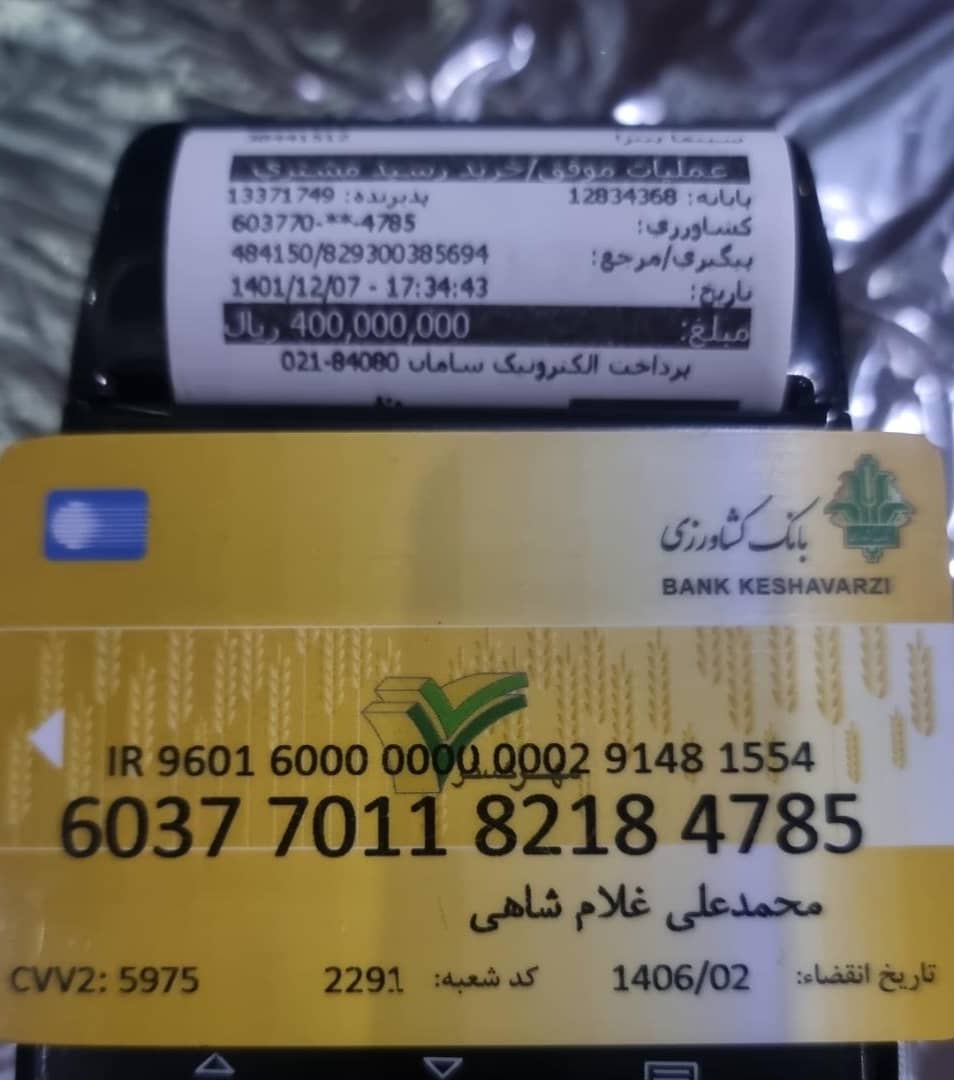 عملیات موفق/خرید رسید مشتری
پایانه: 12834368 پذیرنده: 13371749
کشاورزی: 603770-**-4785
پیگیری/مرجع: 484150/829300385694
تاریخ: 1401/12/07 - 17:34:43
مبلغ: 400,000,000 ریال
پرداخت الکترونیک سامان 84080-021
بانک کشاورزی
BANK KESHAVARZI
IR 9601 6000 0000 0002 9148 1554
6037 7011 8218 4785
محمدعلی غلام شاهی
تاریخ انقضاء: 1406/02 کد شعبه: 2291 CVV2: 5975